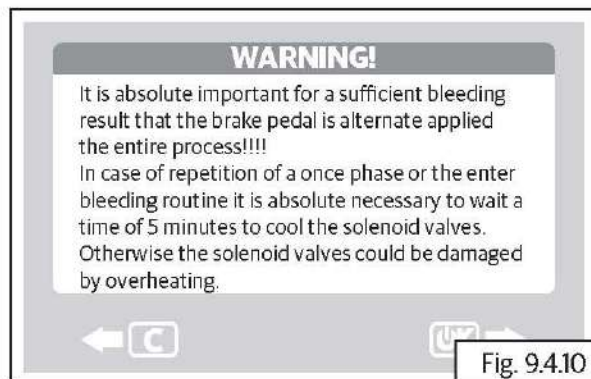 WARNING!
It is absolute important for a sufficient bleeding
result that the brake pedal is alternate applied
the entire process!!!!
In case of repetition of a once phase or the enter
bleeding routine it is absolute necessary to wait a
time of 5 minutes to cool the solenoid valves.
Otherwise the solenoid valves could be damaged
by overheating.
C
OK
Fig. 9.4.10